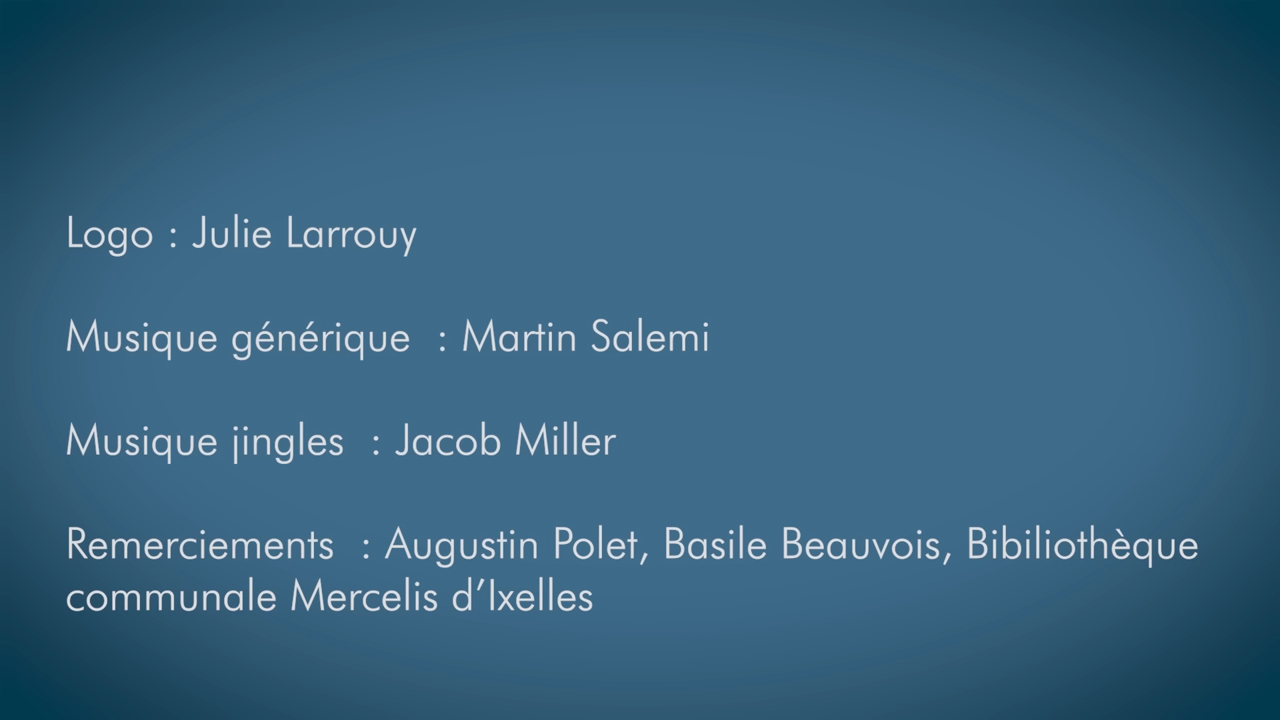 Logo : Julie Larrouy
Musique générique  : Martin Salemi
Musique jingles  : Jacob Miller
Remerciements  : Augustin Polet, Basile Beauvois, Bibiliothèque
communale Mercelis d’Ixelles